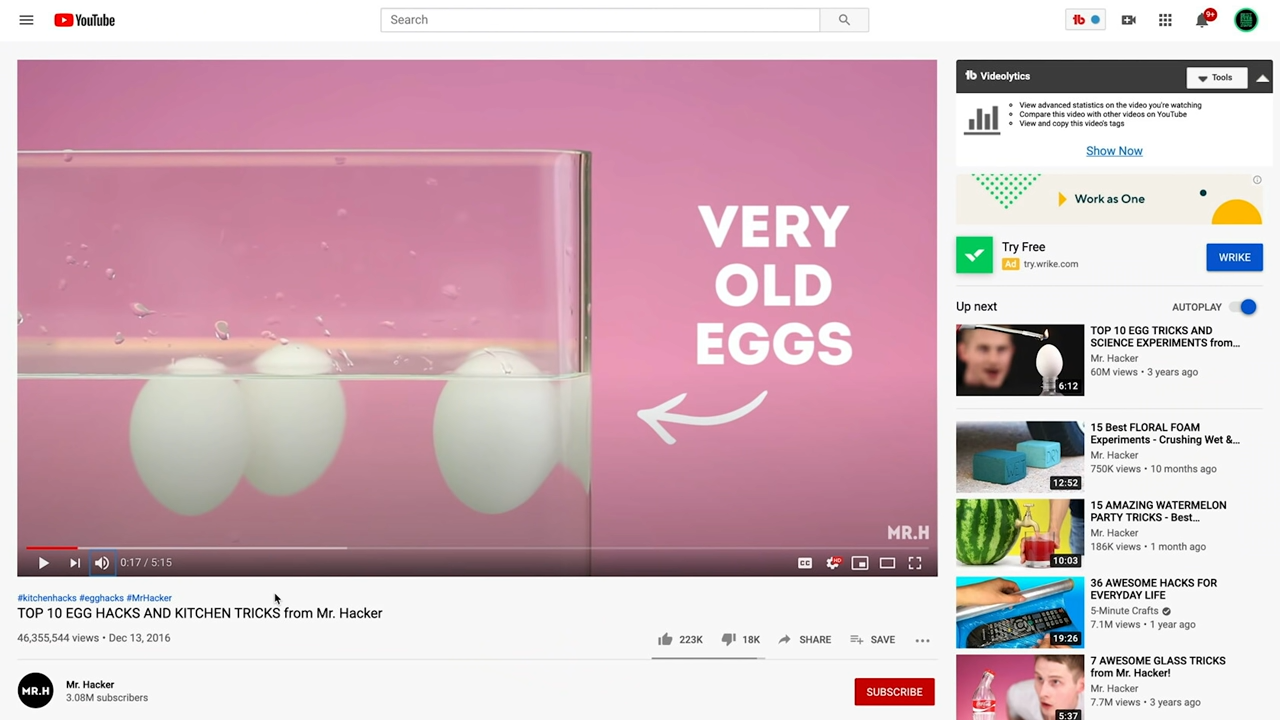 YouTube
Search
9+
VERY
OLD
EGGS
MR.H
0:17 / 5:15
CC
HD
#kitchenhacks #egghacks #MrHacker
TOP 10 EGG HACKS AND KITCHEN TRICKS from Mr. Hacker
46,355,544 views • Dec 13, 2016
223K
18K
SHARE
SAVE
MR.H
Mr. Hacker
3.08M subscribers
SUBSCRIBE
Videolytics
Tools
View advanced statistics on the video you're watching
Compare this video with other videos on YouTube
View and copy this video's tags
Show Now
Work as One
Try Free
Ad try.wrike.com
WRIKE
Up next
AUTOPLAY
TOP 10 EGG TRICKS AND
SCIENCE EXPERIMENTS from...
Mr. Hacker
60M views • 3 years ago
6:12
15 Best FLORAL FOAM
Experiments - Crushing Wet &...
Mr. Hacker
750K views • 10 months ago
12:52
15 AMAZING WATERMELON
PARTY TRICKS - Best...
Mr. Hacker
186K views • 1 month ago
10:03
36 AWESOME HACKS FOR
EVERYDAY LIFE
5-Minute Crafts
7.1M views • 1 year ago
19:26
7 AWESOME GLASS TRICKS
from Mr. Hacker!
Mr. Hacker
7.7M views • 3 years ago
5:37